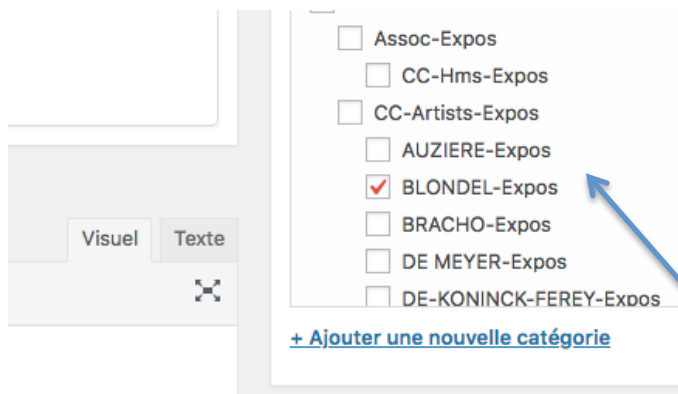 Assoc-Expos
CC-Hms-Expos
CC-Artists-Expos
AUZIERE-Expos
BLONDEL-Expos
BRACHO-Expos
DE MEYER-Expos
DE-KONINCK-FEREY-Expos
+ Ajouter une nouvelle catégorie
Visuel Texte